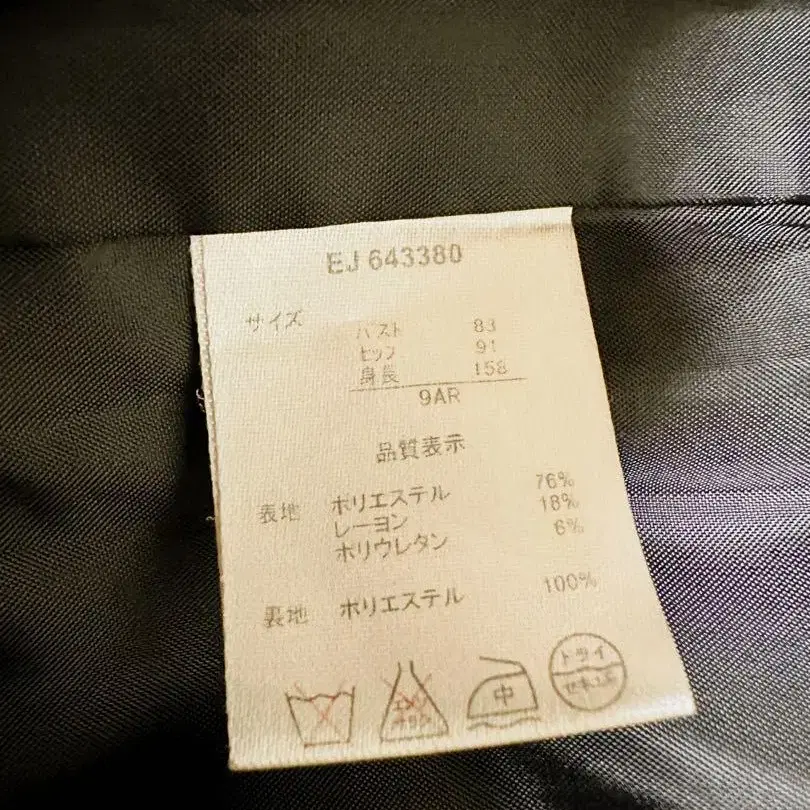 EJ 643380
サイズ
バスト 83
ヒップ 91
身長 158
9AR
品質表示
表地 ポリエステル 76%
レーヨン 18%
ポリウレタン 6%
裏地 ポリエステル 100%
中
ドライ
セキユ系